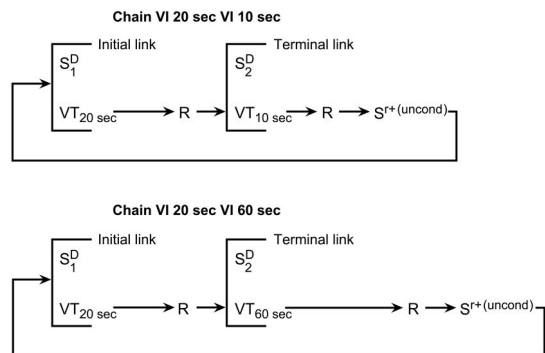 Chain VI 20 sec VI 10 sec
Initial link
Terminal link
S₁ᴰ
S₂ᴰ
VT₂₀ sec R VT₁₀ sec R Sʳ⁺⁽ᵘⁿᶜᵒⁿᵈ⁾
Chain VI 20 sec VI 60 sec
Initial link
Terminal link
S₁ᴰ
S₂ᴰ
VT₂₀ sec R VT₆₀ sec R Sʳ⁺⁽ᵘⁿᶜᵒⁿᵈ⁾